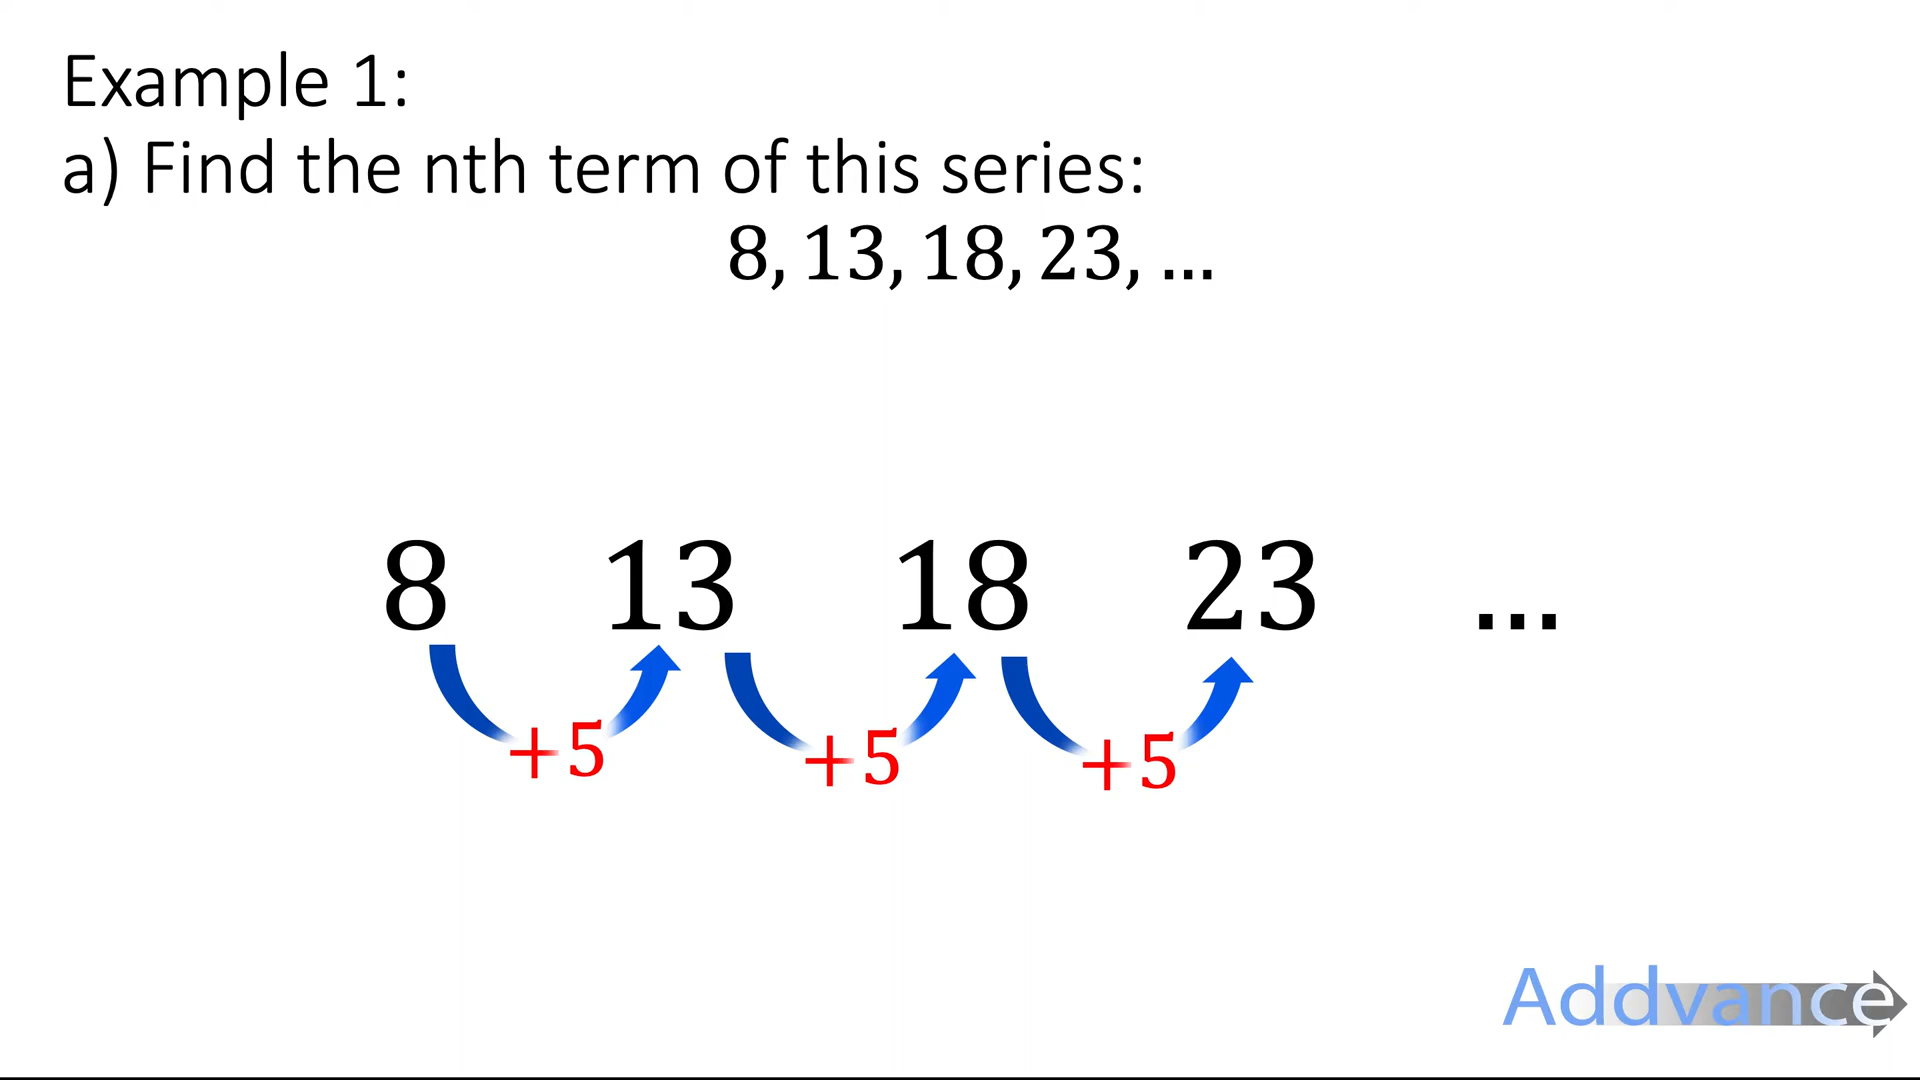 Example 1:
a) Find the nth term of this series:
8, 13, 18, 23, ...
8 13 18 23 ...
+5 +5 +5
Addvance